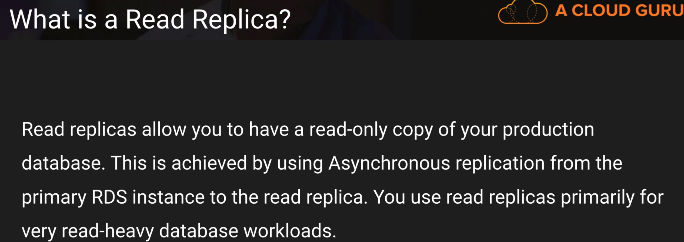 What is a Read Replica?
A CLOUD GURU
Read replicas allow you to have a read-only copy of your production
database. This is achieved by using Asynchronous replication from the
primary RDS instance to the read replica. You use read replicas primarily for
very read-heavy database workloads.